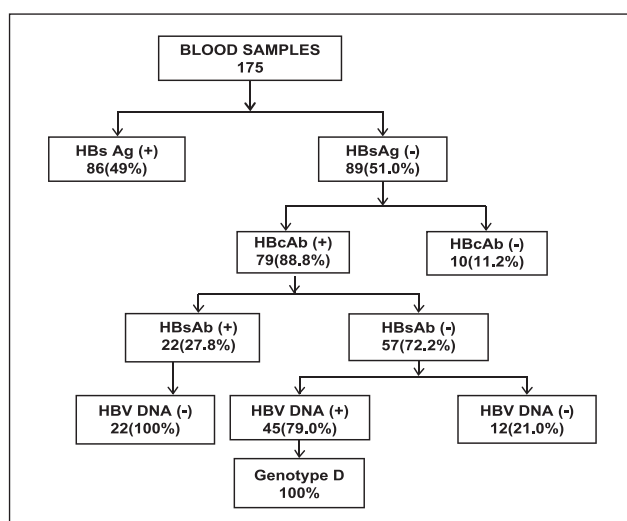 BLOOD SAMPLES
175
HBs Ag (+)
86(49%)
HBsAg (-)
89(51.0%)
HBcAb (+)
79(88.8%)
HBcAb (-)
10(11.2%)
HBsAb (+)
22(27.8%)
HBsAb (-)
57(72.2%)
HBV DNA (-)
22(100%)
HBV DNA (+)
45(79.0%)
HBV DNA (-)
12(21.0%)
Genotype D
100%